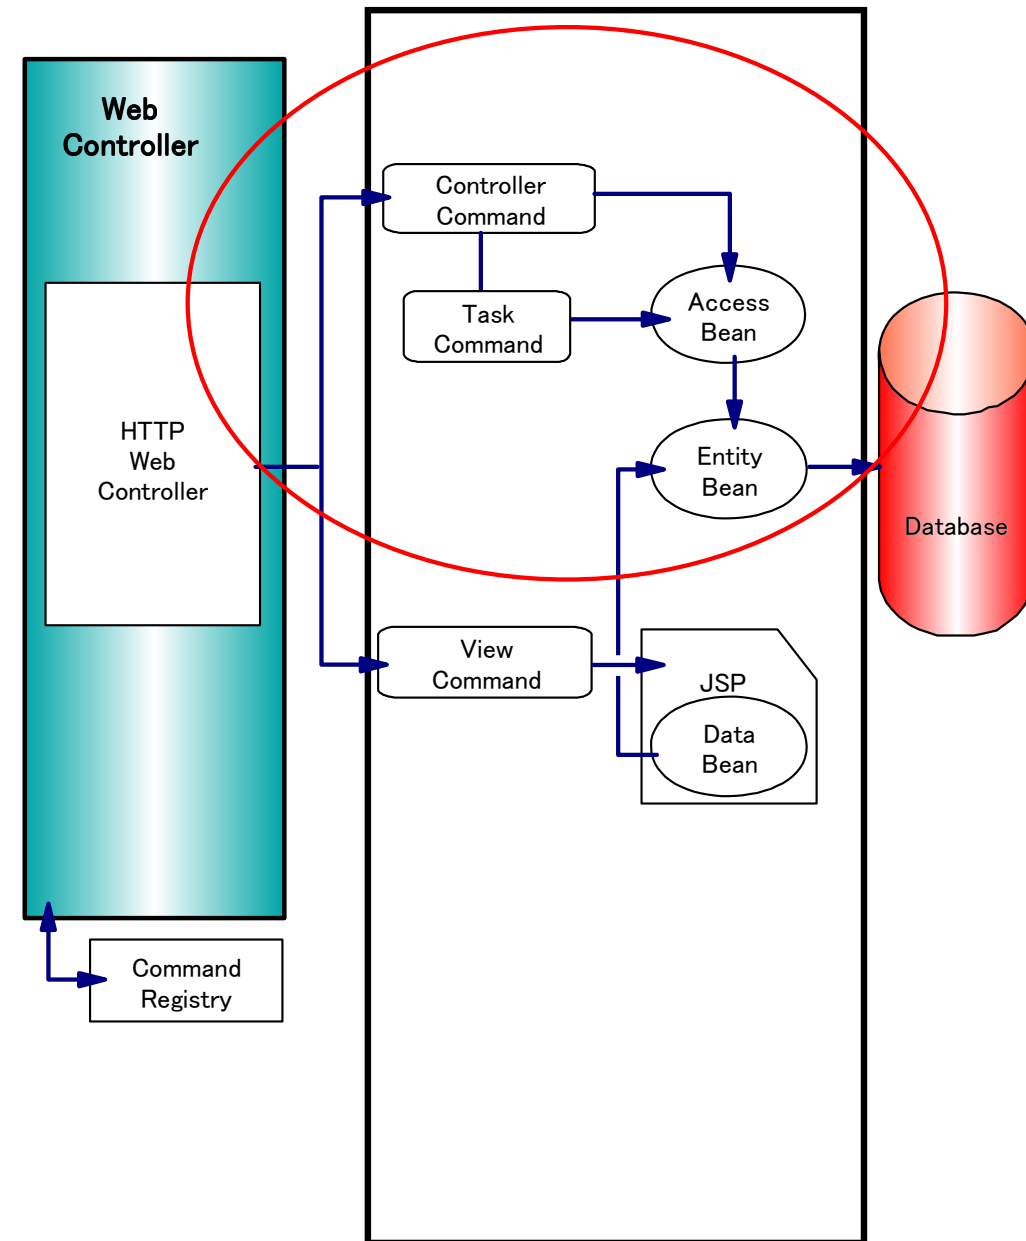 Web
Controller
HTTP
Web
Controller
Command
Registry
Controller
Command
Task
Command
Access
Bean
Entity
Bean
View
Command
JSP
Data
Bean
Database